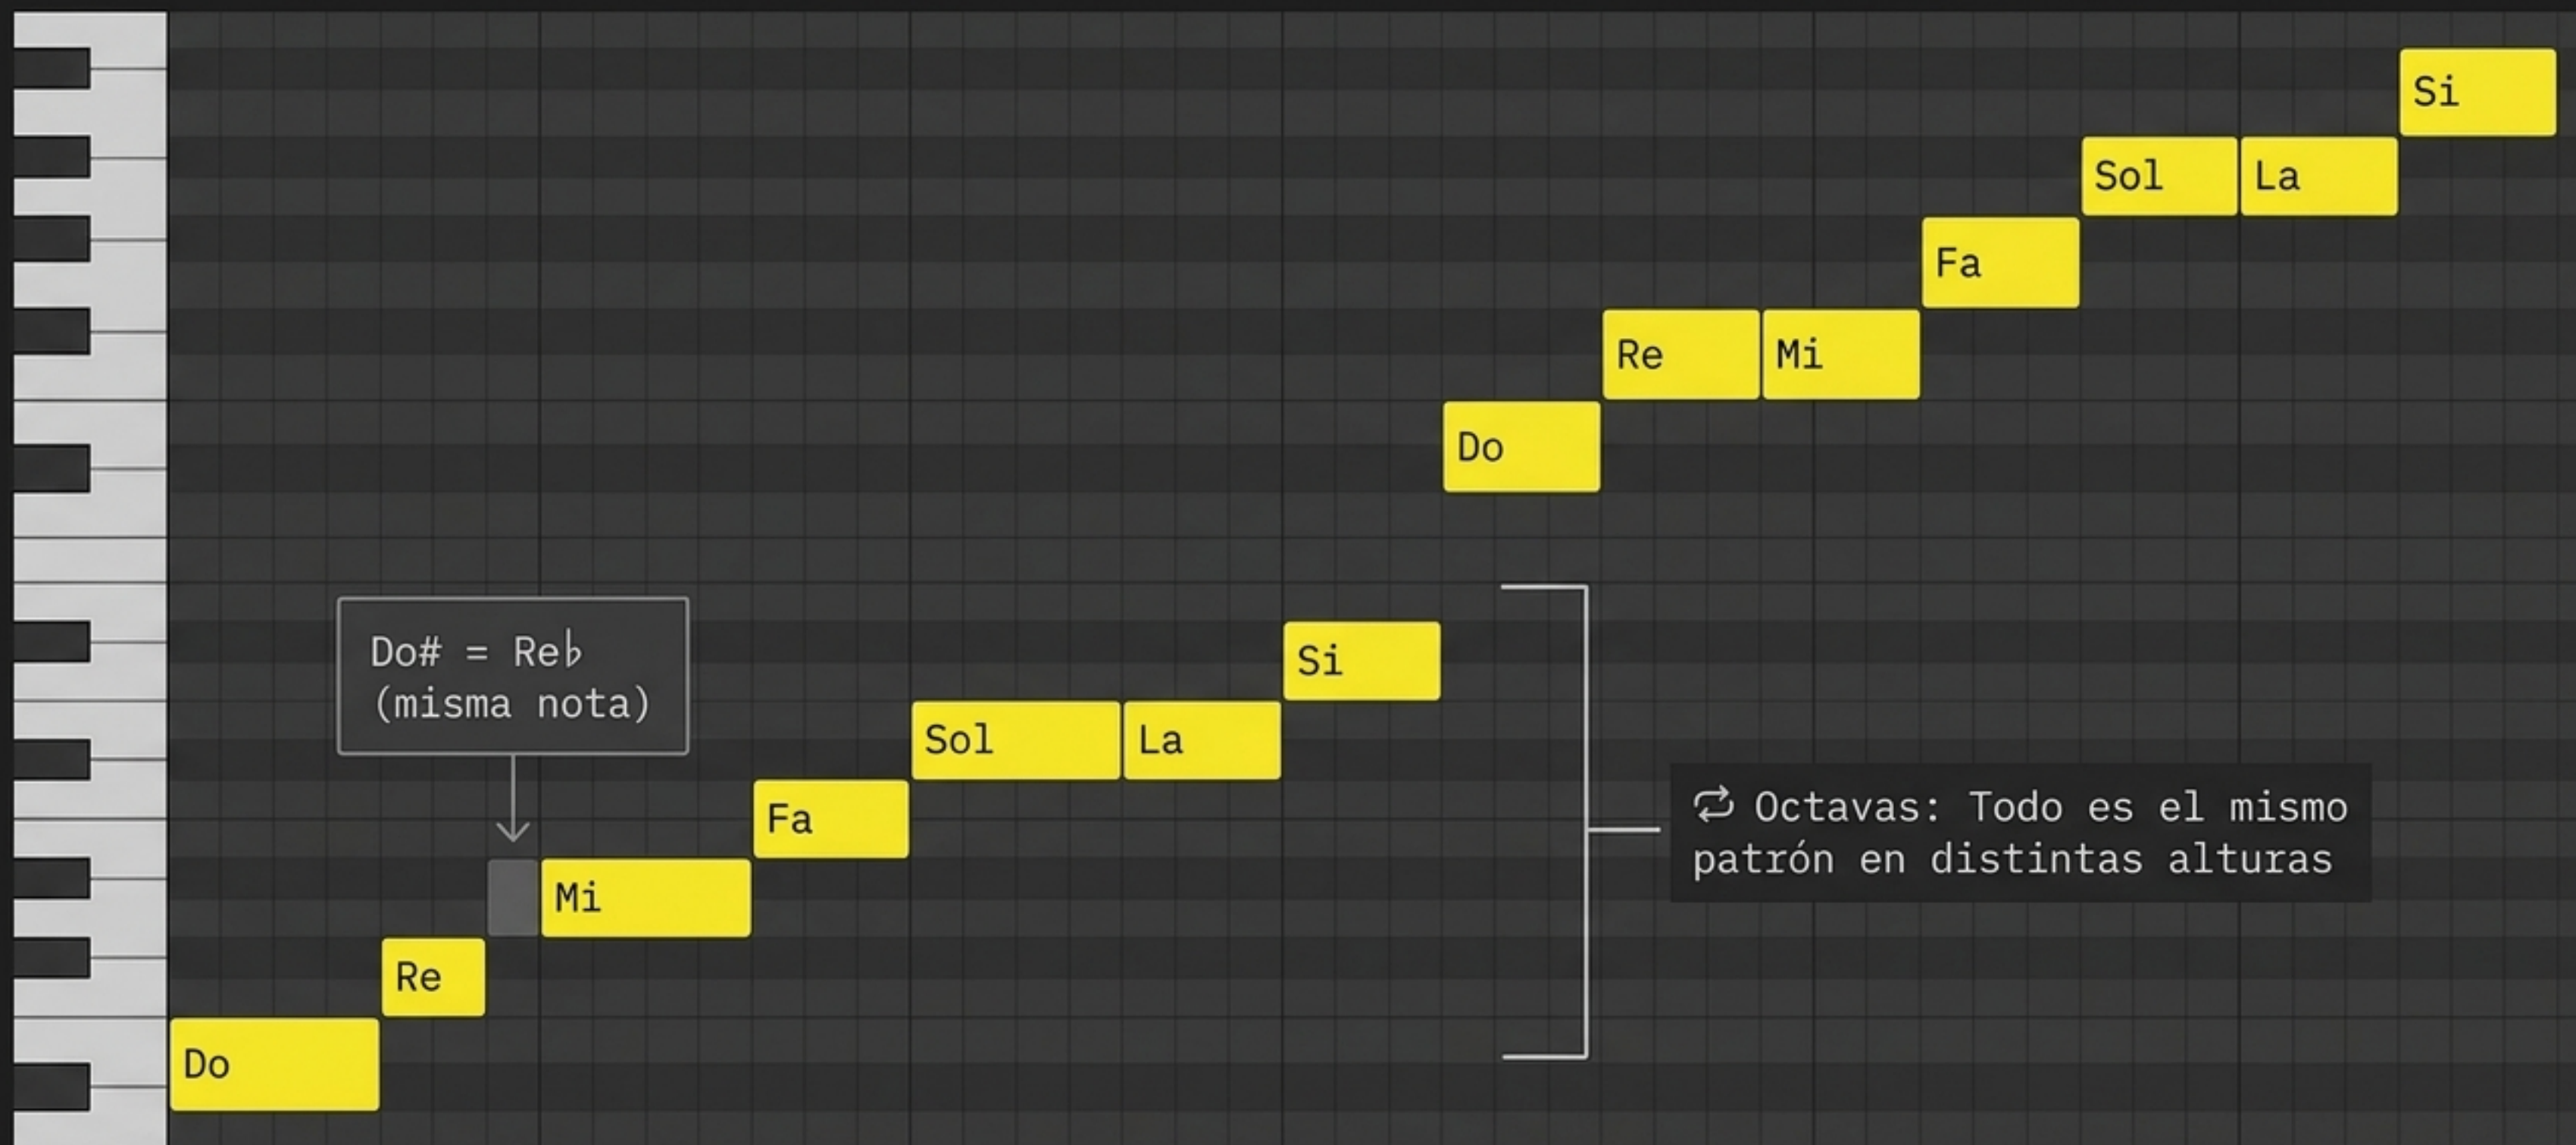 Si
Sol
La
Fa
Re
Mi
Do
Do# = Re♭
(misma nota)
Si
Sol
La
Fa
Mi
Re
Do
Octavas: Todo es el mismo
patrón en distintas alturas